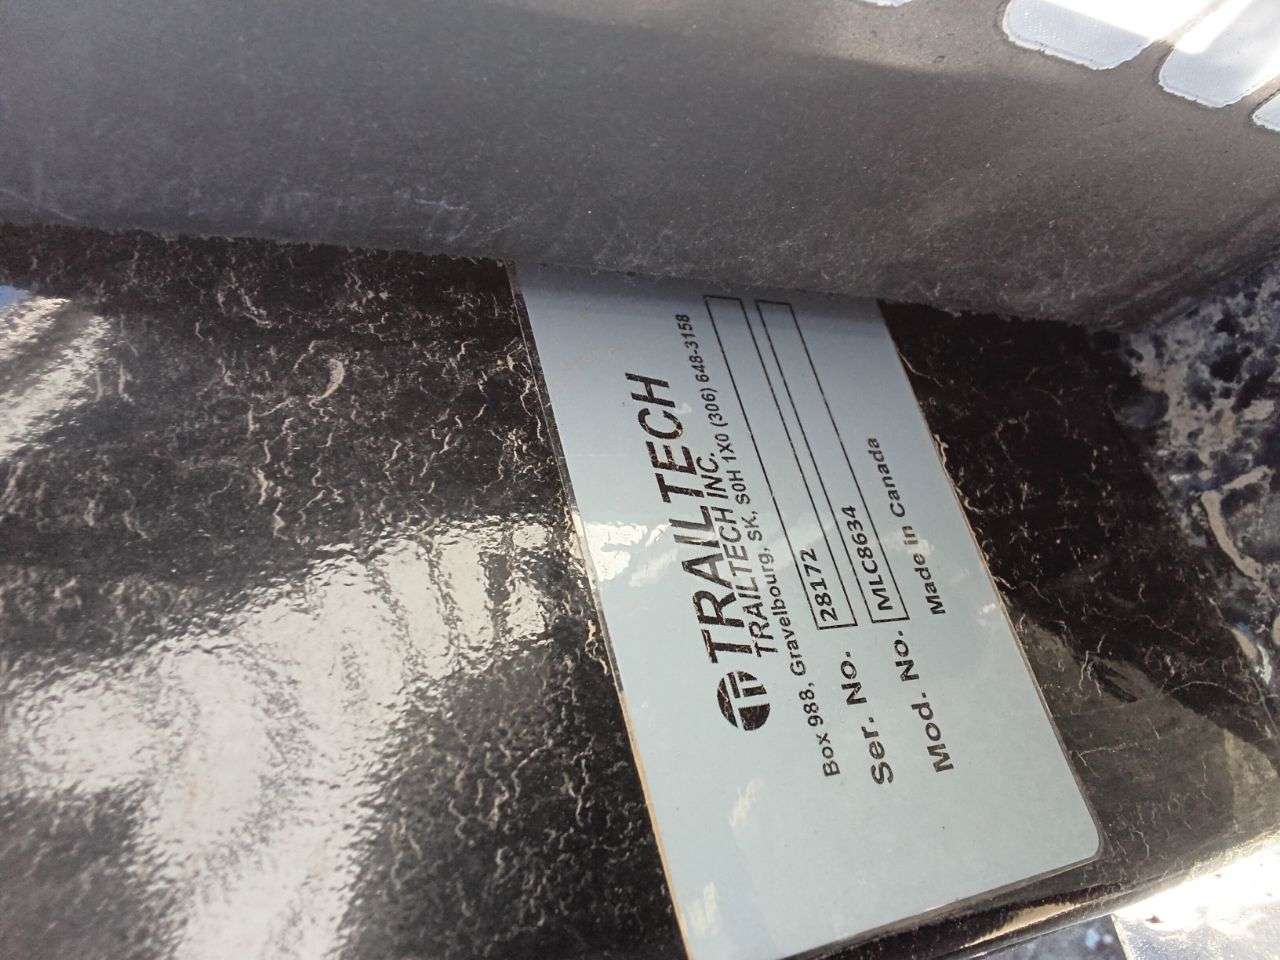 TRAILTECH
TRAILTECH INC.
Box 988, Gravelbourg, SK, S0H 1X0 (306) 648-3158
Ser. No. 28172
Mod. No. MLC8634
Made in Canada